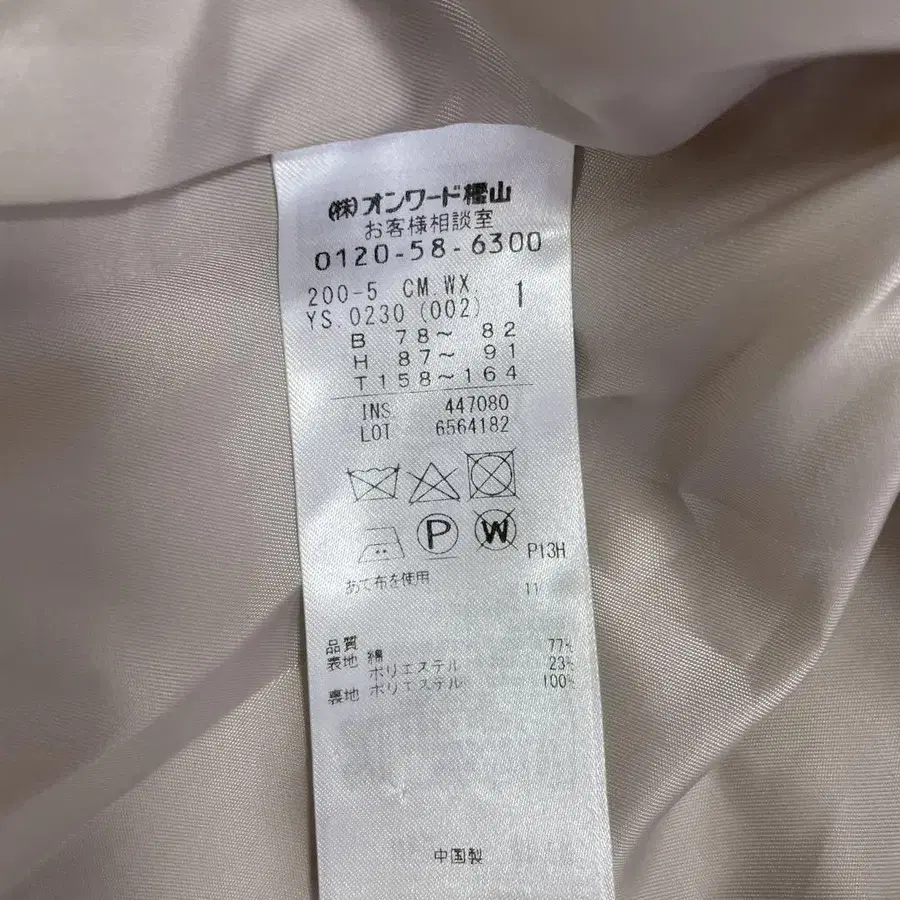 (株)オンワード樫山
お客様相談室
0120-58-6300
200-5 CM.WX.
YS.0230 (002) 1
B 78~ 82
H 87~ 91
T158~164
INS. 447080
LOT 6564182
P W P13H
あて布を使用 11
品質
表地 綿 77%
ポリエステル 23%
裏地 ポリエステル 100%
中国製